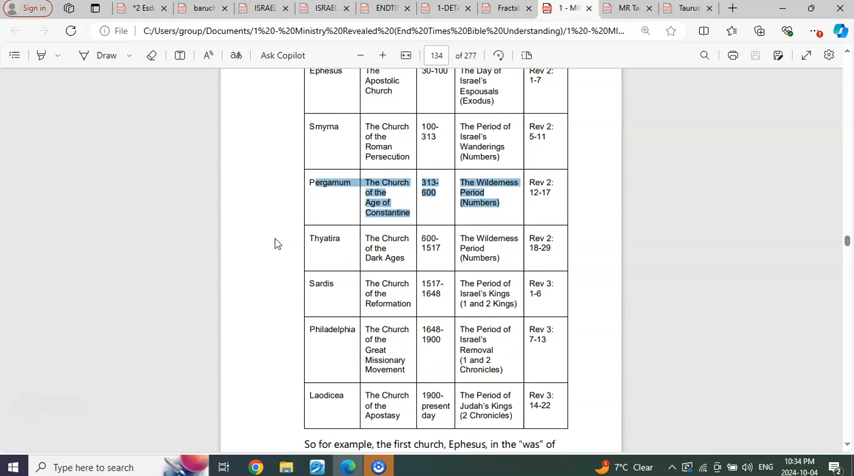 Sign in
*2 Esd
baruch
ISRAEL
ISRAEL
ENDTIN
1-DETA
Fractal
1 - MI
MR Ta
Taurus
File
C:/Users/group/Documents/1%20-%20Ministry%20Revealed%20(End%20Times%20Bible%20Understanding)/1%20-%20MI...
Draw
Ask Copilot
134 of 277
Ephesus The 30-100 The Day of Rev 2:
Apostolic Israel's 1-7
Church Espousals
(Exodus)
Smyrna The Church 100- The Period of Rev 2:
of the 313 Israel's 5-11
Roman Wanderings
Persecution (Numbers)
Pergamum The Church 313- The Wilderness Rev 2:
of the 600 Period 12-17
Age of (Numbers)
Constantine
Thyatira The Church 600- The Wilderness Rev 2:
of the 1517 Period 18-29
Dark Ages (Numbers)
Sardis The Church 1517- The Period of Rev 3:
of the 1648 Israel's Kings 1-6
Reformation (1 and 2 Kings)
Philadelphia The Church 1648- The Period of Rev 3:
of the 1900 Israel's 7-13
Great Removal
Missionary (1 and 2
Movement Chronicles)
Laodicea The Church 1900- The Period of Rev 3:
of the present Judah's Kings 14-22
Apostasy day (2 Chronicles)
So for example, the first church, Ephesus, in the “was” of
Type here to search
7°C Clear
ENG
10:34 PM
2024-10-04